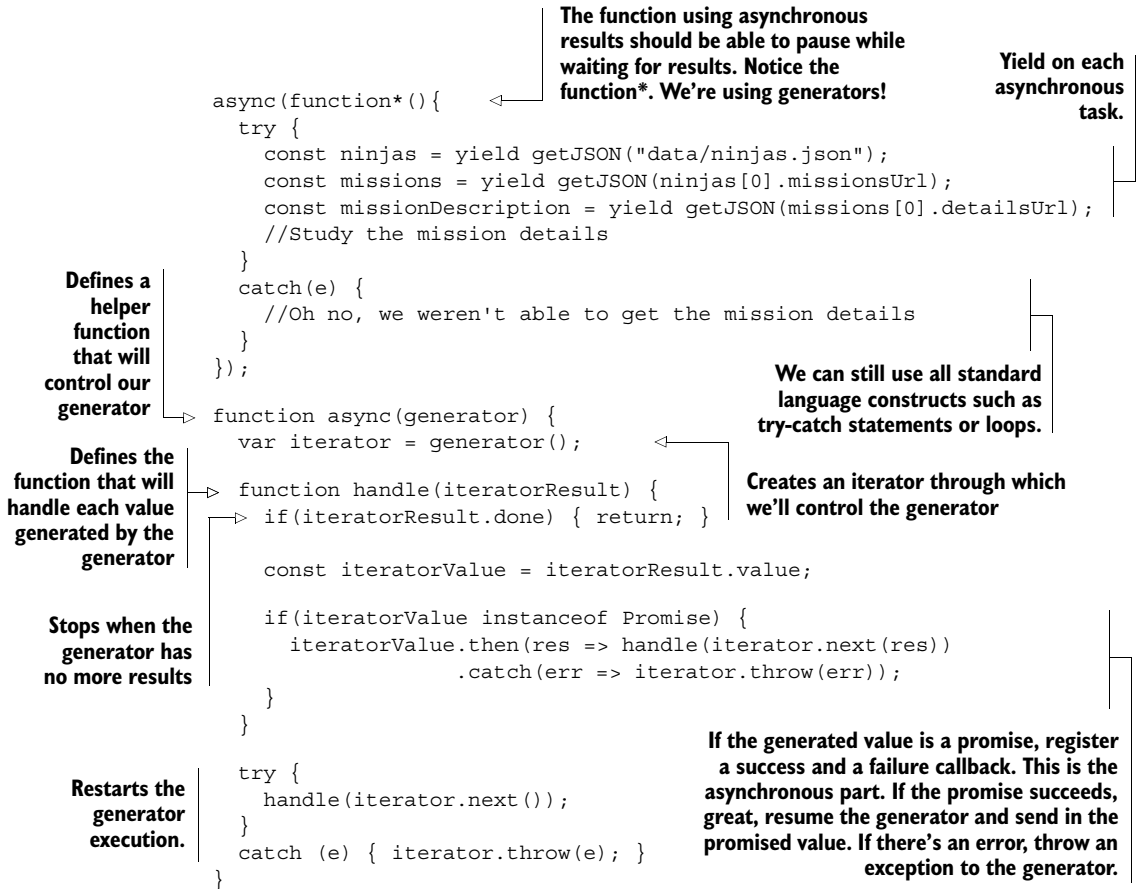 The function using asynchronous
results should be able to pause while
waiting for results. Notice the
function*. We're using generators!
Yield on each
asynchronous
task.
async(function*(){
  try {
    const ninjas = yield getJSON("data/ninjas.json");
    const missions = yield getJSON(ninjas[0].missionsUrl);
    const missionDescription = yield getJSON(missions[0].detailsUrl);
    //Study the mission details
  }
  catch(e) {
    //Oh no, we weren't able to get the mission details
  }
});
We can still use all standard
language constructs such as
try-catch statements or loops.
Defines a
helper
function
that will
control our
generator
function async(generator) {
  var iterator = generator();
Creates an iterator through which
we'll control the generator
Defines the
function that will
handle each value
generated by the
generator
  function handle(iteratorResult) {
    if(iteratorResult.done) { return; }
Stops when the
generator has
no more results
    const iteratorValue = iteratorResult.value;
    if(iteratorValue instanceof Promise) {
      iteratorValue.then(res => handle(iterator.next(res))
                   .catch(err => iterator.throw(err));
    }
  }
If the generated value is a promise, register
a success and a failure callback. This is the
asynchronous part. If the promise succeeds,
great, resume the generator and send in the
promised value. If there's an error, throw an
exception to the generator.
Restarts the
generator
execution.
  try {
    handle(iterator.next());
  }
  catch (e) { iterator.throw(e); }
}